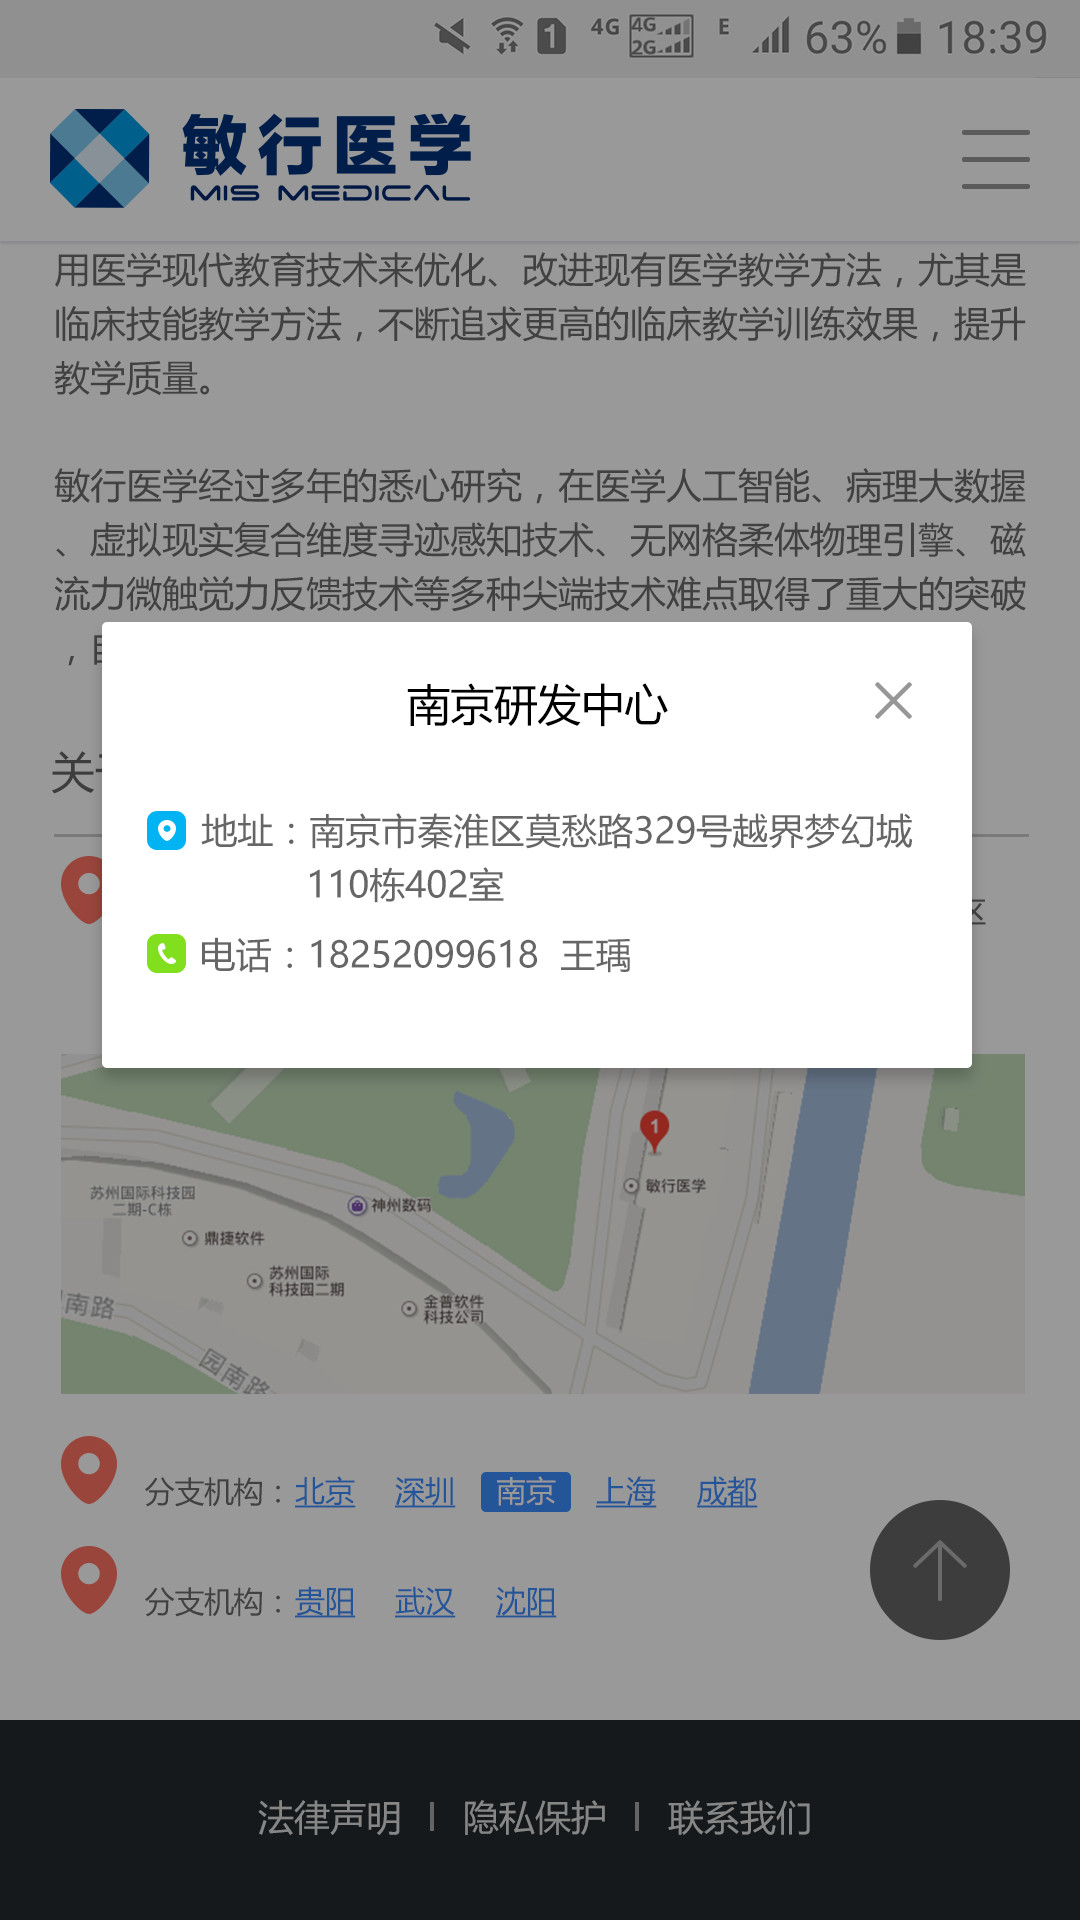 4G 4G 2G E 63% 18:39
敏行医学
MIS MEDICAL
用医学现代教育技术来优化、改进现有医学教学方法，尤其是
临床技能教学方法，不断追求更高的临床教学训练效果，提升
教学质量。
敏行医学经过多年的悉心研究，在医学人工智能、病理大数据
、虚拟现实复合维度寻迹感知技术、无网格柔体物理引擎、磁
流力微触觉力反馈技术等多种尖端技术难点取得了重大的突破
，
南京研发中心
关
地址：南京市秦淮区莫愁路329号越界梦幻城
110栋402室
区
电话：18252099618 王瑀
1
敏行医学
苏州国际科技园
二期-C栋
神州数码
鼎捷软件
苏州国际
科技园二期
金普软件
科技公司
南路
园南路
分支机构：北京 深圳 南京 上海 成都
分支机构：贵阳 武汉 沈阳
法律声明 | 隐私保护 | 联系我们